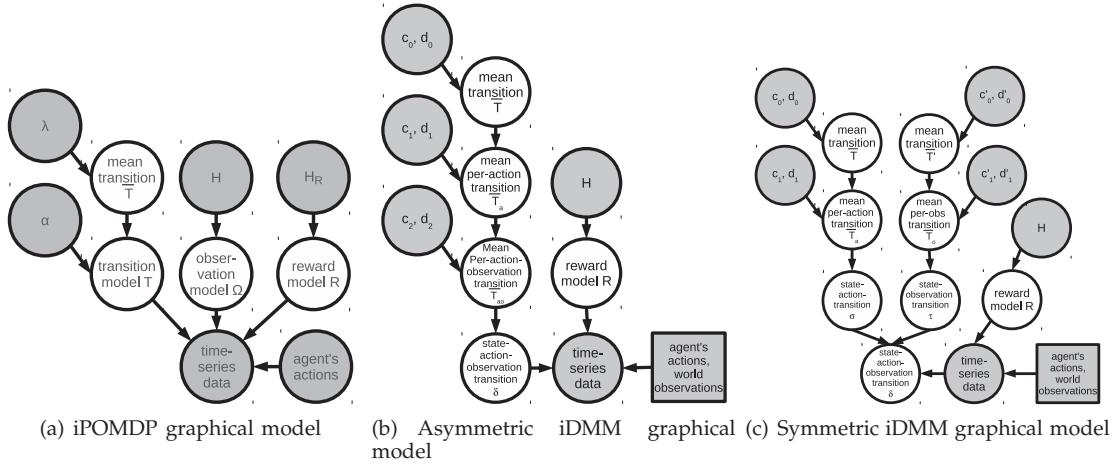 λ
mean
transition
T̅
H
H_R
α
transition
model T
obser-
vation
model Ω
reward
model R
time-
series
data
agent's
actions
(a) iPOMDP graphical model
c_0, d_0
mean
transition
T̅
c_1, d_1
mean
per-action
transition
T̅_a
H
c_2, d_2
Mean
Per-action-
observation
transition
T̅_ao
reward
model R
state-
action-
observation
transition
δ
time-
series
data
agent's
actions,
world
observations
(b) Asymmetric iDMM graphical
model
c_0, d_0
c'_0, d'_0
mean
transition
T̅
mean
transition
T̅'
c_1, d_1
c'_1, d'_1
mean
per-action
transition
T̅_a
mean
per-obs
transition
T̅_o
H
state-
action-
transition
σ
state-
observation
transition
τ
reward
model R
state-
action-
observation
transition
δ
time-
series
data
agent's
actions,
world
observations
(c) Symmetric iDMM graphical model